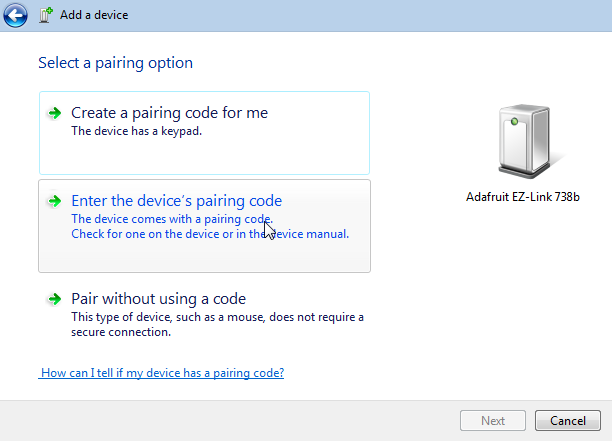 Add a device
Select a pairing option
Create a pairing code for me
The device has a keypad.
Enter the device's pairing code
The device comes with a pairing code.
Check for one on the device or in the device manual.
Adafruit EZ-Link 738b
Pair without using a code
This type of device, such as a mouse, does not require a
secure connection.
How can I tell if my device has a pairing code?
Next
Cancel